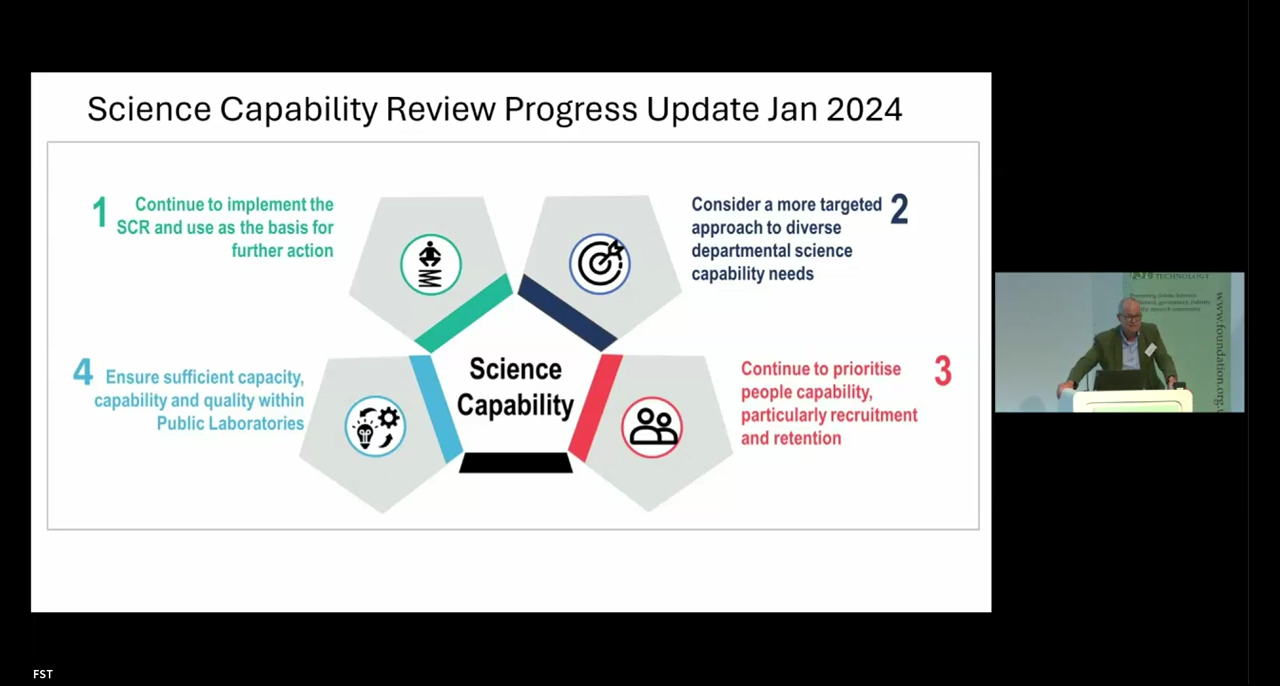 Science Capability Review Progress Update Jan 2024
1
Continue to implement the
SCR and use as the basis for
further action
Consider a more targeted
approach to diverse
departmental science
capability needs
2
Science
Capability
4
Ensure sufficient capacity,
capability and quality within
Public Laboratories
Continue to prioritise
people capability,
particularly recruitment
and retention
3
TECHNOLOGY
www.foundation.org.
FST